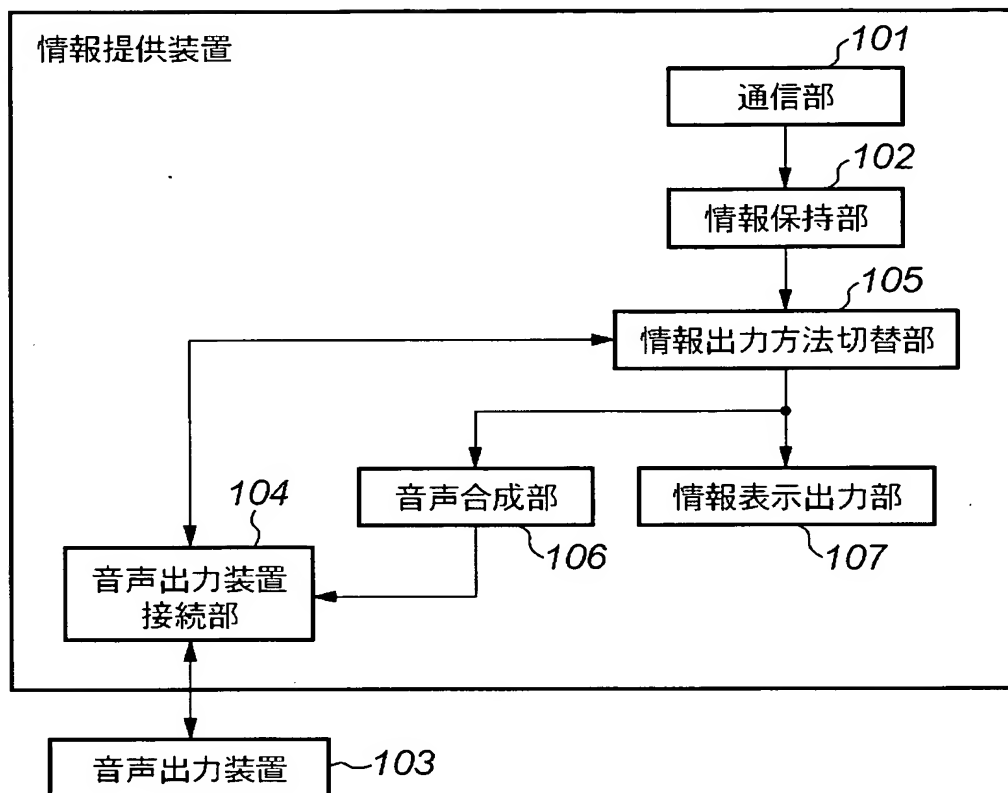 情報提供装置
101
通信部
102
情報保持部
105
情報出力方法切替部
104
音声合成部
情報表示出力部
106
107
音声出力装置
接続部
音声出力装置
103